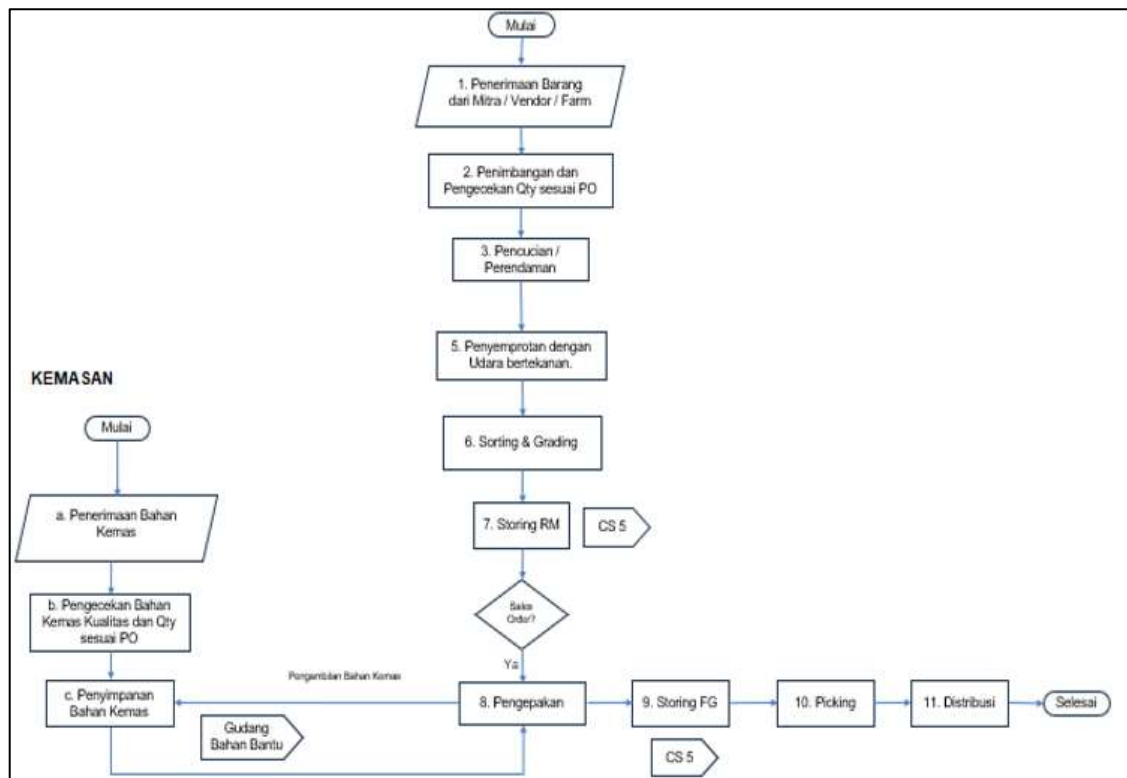 Mulai
1. Penerimaan Barang
dari Mitra / Vendor / Farm
2. Penimbangan dan
Pengecekan Qty sesuai PO
3. Pencucian /
Perendaman
5. Penyemprotan dengan
Udara bertekanan.
6. Sorting & Grading
7. Storing RM
CS 5
Sales
Order?
Ya
KEMASAN
Mulai
a. Penerimaan Bahan
Kemas
b. Pengecekan Bahan
Kemas Kualitas dan Qty
sesuai PO
c. Penyimpanan
Bahan Kemas
Pengambilan Bahan Kemas
Gudang
Bahan Bantu
8. Pengepakan
9. Storing FG
CS 5
10. Picking
11. Distribusi
Selesai